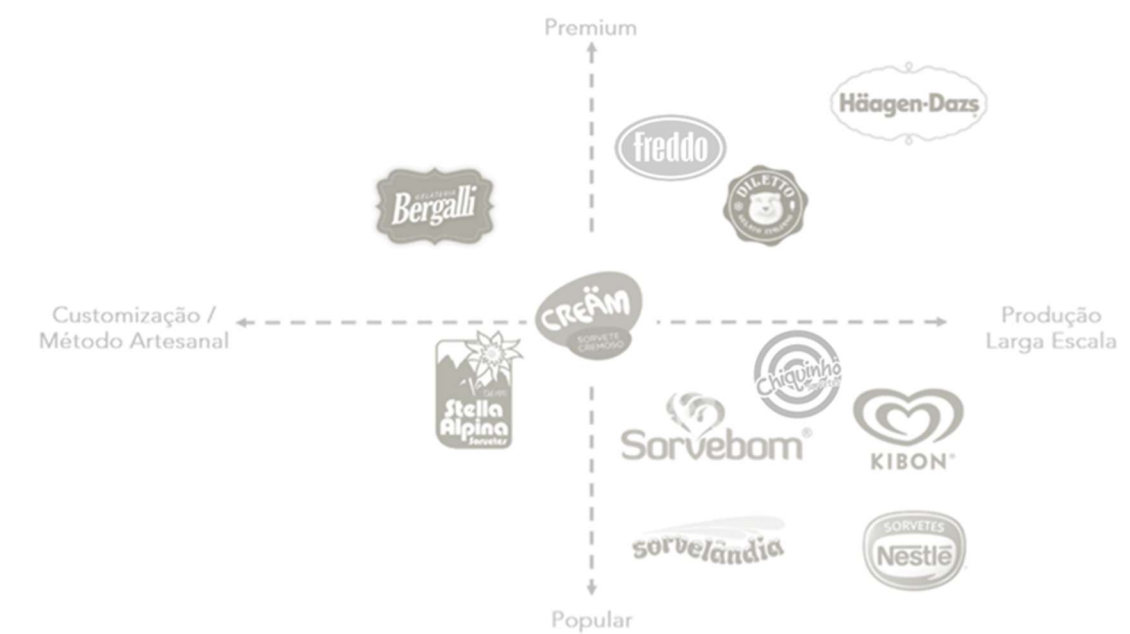 Premium
Häagen-Dazs
freddo
DILETTO
GELATERIA
Bergalli
CREÄM
SORVETE
CREMOSO
Customização /
Método Artesanal
Produção
Larga Escala
Stella
Alpina
Sorvetes
Chiquinho
Sorvebom®
KIBON®
sorvelândia
SORVETES
Nestlé
Popular